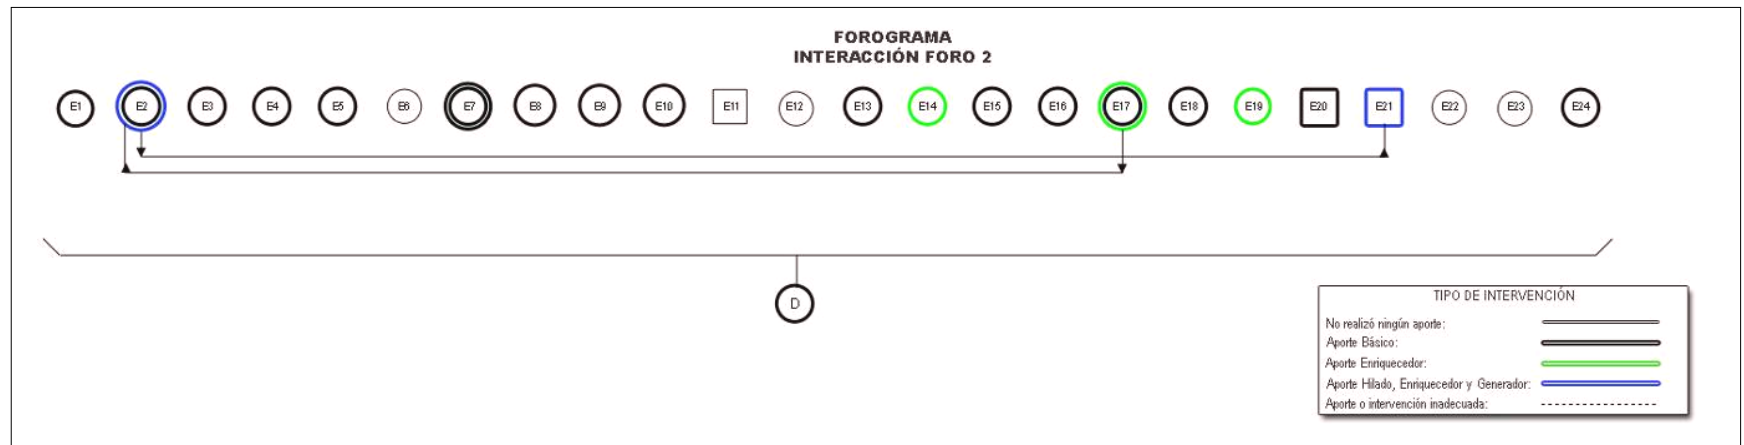 FOROGRAMA
INTERACCIÓN FORO 2
E1 E2 E3 E4 E5 E6 E7 E8 E9 E10 E11 E12 E13 E14 E15 E16 E17 E18 E19 E20 E21 E22 E23 E24
D
TIPO DE INTERVENCIÓN
No realizó ningún aporte:
Aporte Básico:
Aporte Enriquecedor:
Aporte Hilado, Enriquecedor y Generador:
Aporte o intervención inadecuada: